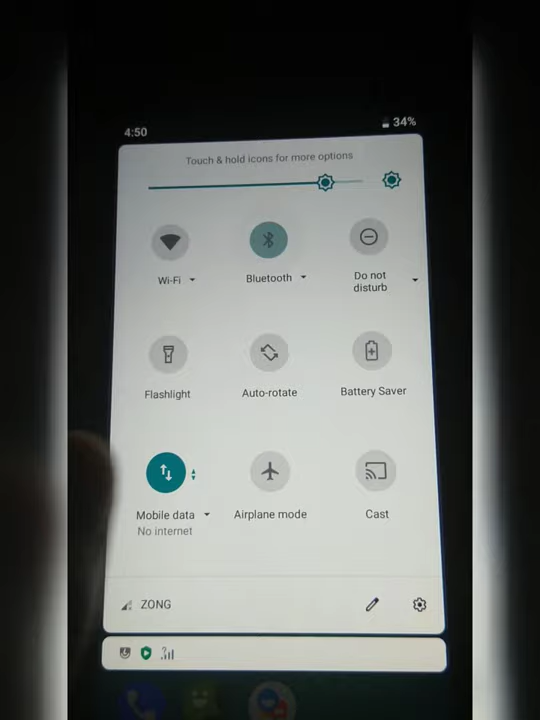 4:50
34%
Touch & hold icons for more options
Wi-Fi
Bluetooth
Do not
disturb
Flashlight
Auto-rotate
Battery Saver
Mobile data
No internet
Airplane mode
Cast
ZONG